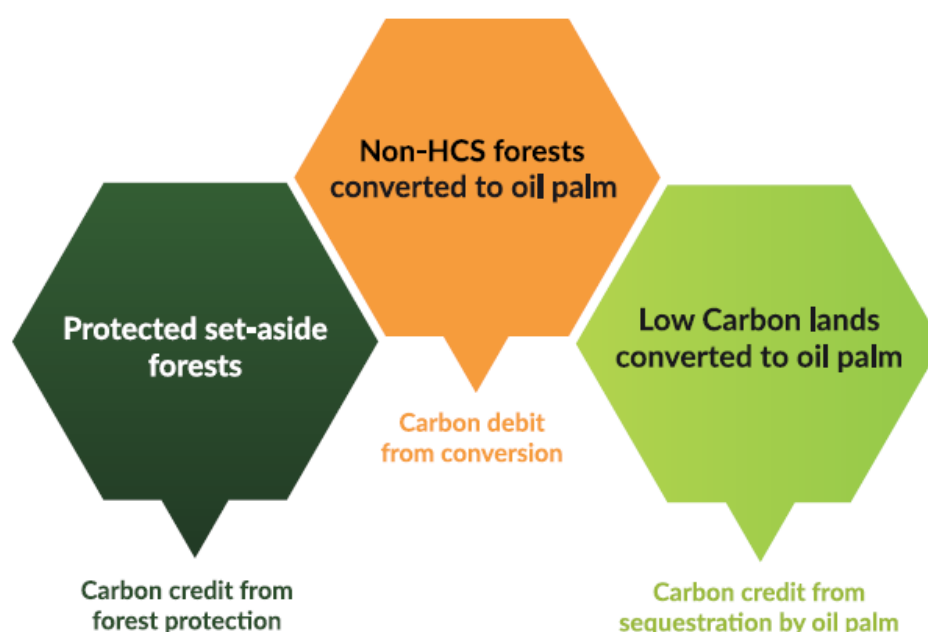 Non-HCS forests
converted to oil palm
Protected set-aside
forests
Low Carbon lands
converted to oil palm
Carbon debit
from conversion
Carbon credit from
forest protection
Carbon credit from
sequestration by oil palm